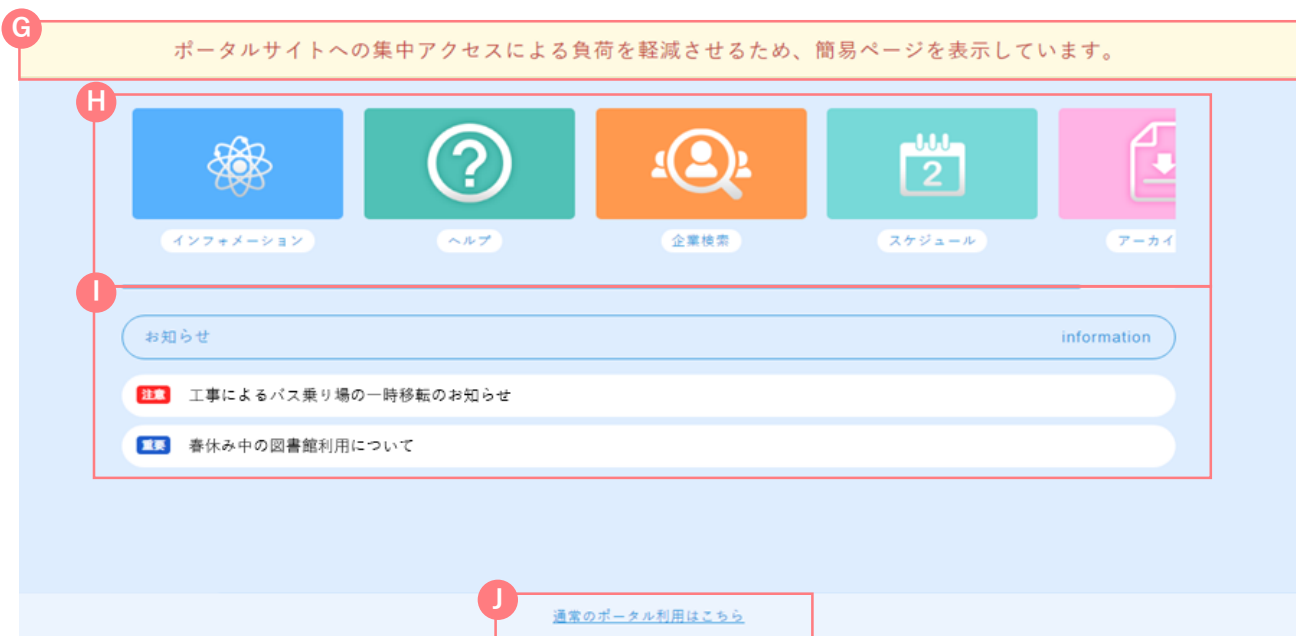 G
ポータルサイトへの集中アクセスによる負荷を軽減させるため、簡易ページを表示しています。
H
2
インフォメーション
ヘルプ
企業検索
スケジュール
アーカイ
I
お知らせ
information
注意 工事によるバス乗り場の一時移転のお知らせ
重要 春休み中の図書館利用について
J
通常のポータル利用はこちら